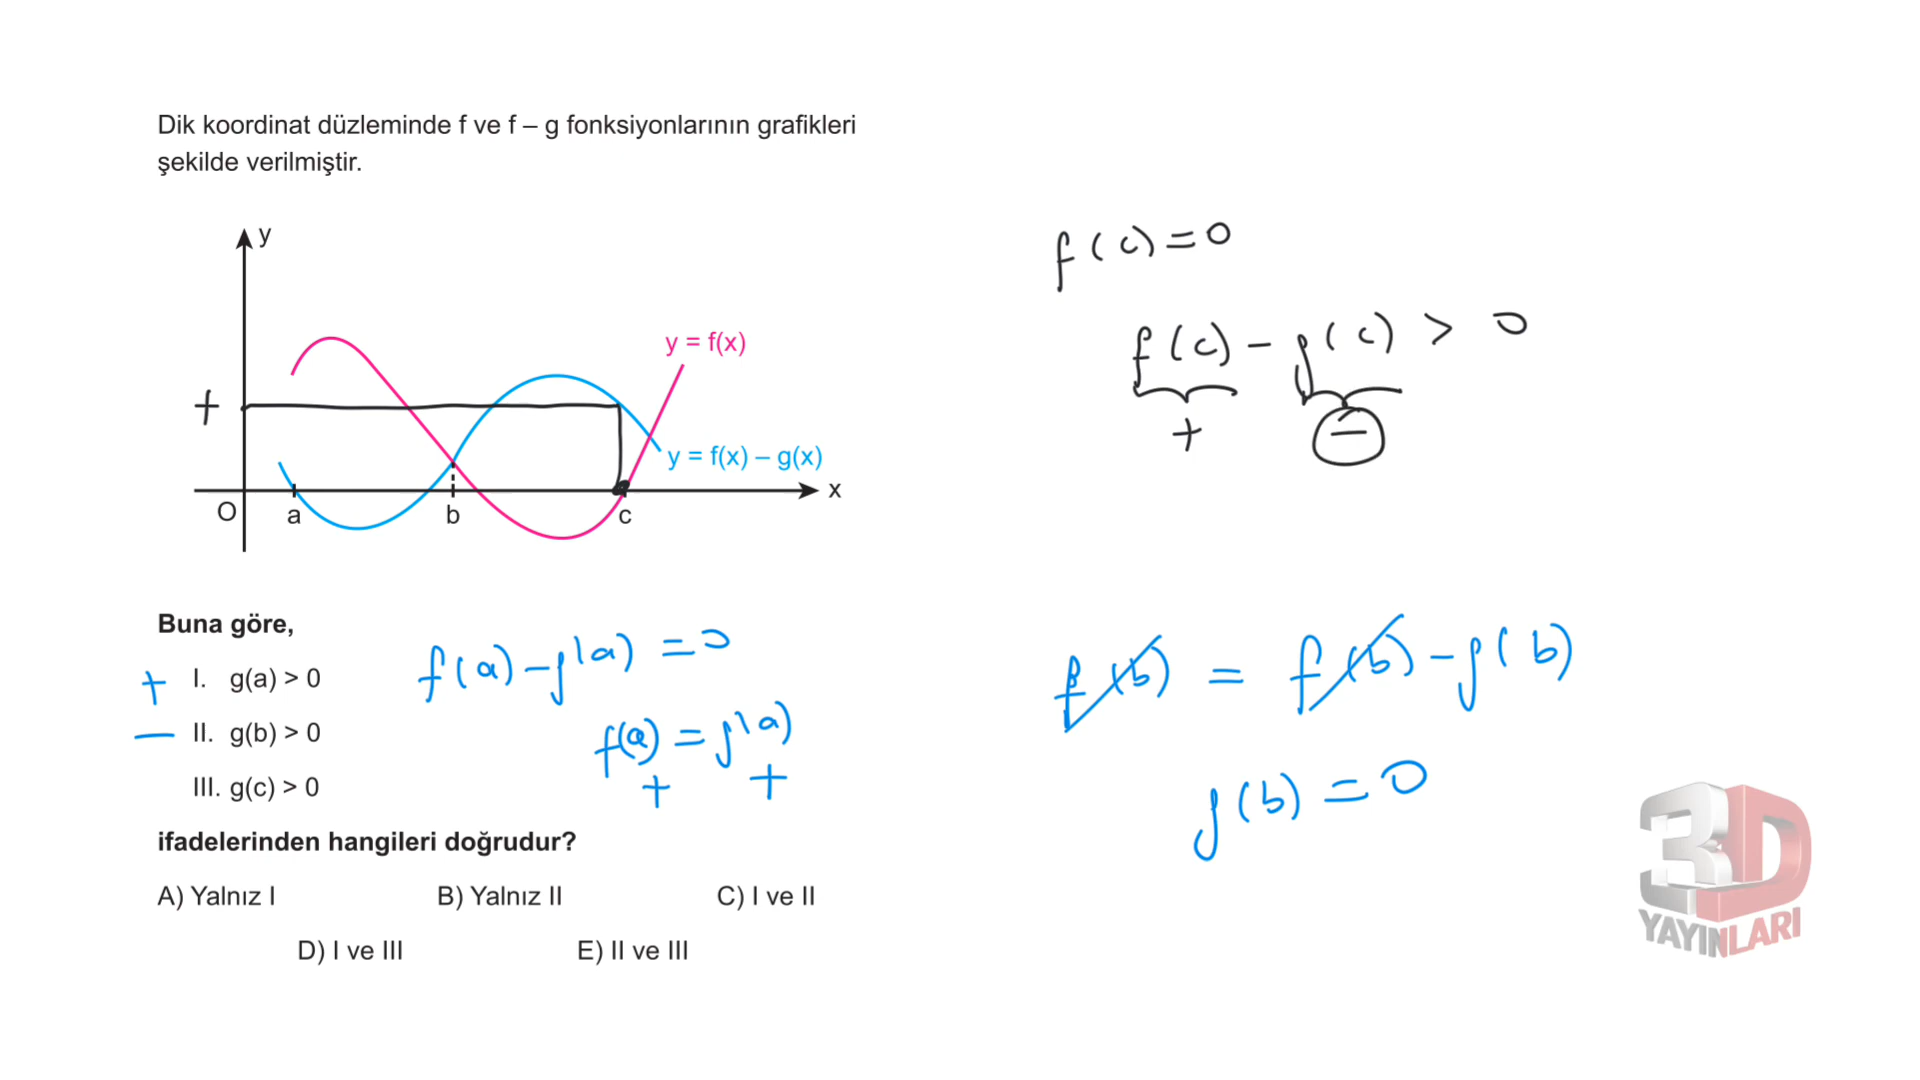 Dik koordinat düzleminde f ve f – g fonksiyonlarının grafikleri
şekilde verilmiştir.
y
y = f(x)
+
y = f(x) – g(x)
x
O
a
b
c
Buna göre,
+ I. g(a) > 0
— II. g(b) > 0
III. g(c) > 0
ifadelerinden hangileri doğrudur?
A) Yalnız I
B) Yalnız II
C) I ve II
D) I ve III
E) II ve III
f(a) – g(a) = 0
f(a) = g(a)
+ +
f(c) = 0
f(c) – g(c) > 0
+ –
f(b) = f(b) – g(b)
g(b) = 0
3D
YAYINLARI